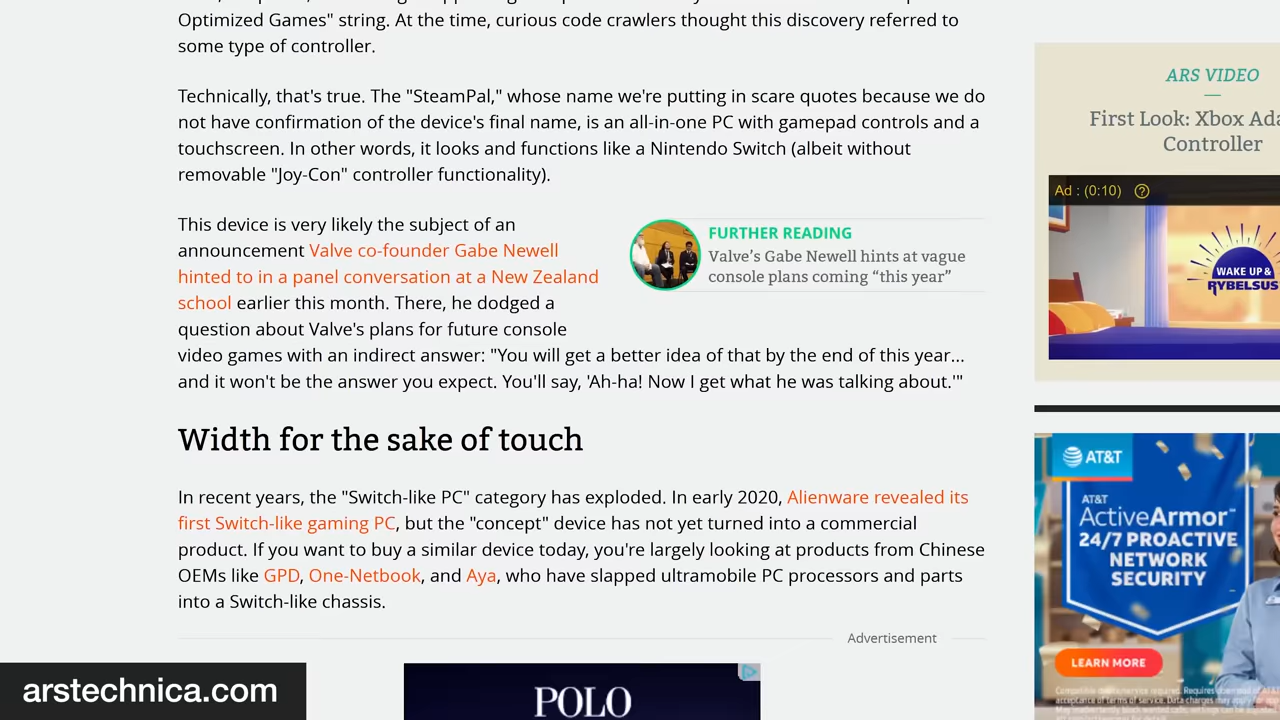 Optimized Games" string. At the time, curious code crawlers thought this discovery referred to
some type of controller.
Technically, that's true. The "SteamPal," whose name we're putting in scare quotes because we do
not have confirmation of the device's final name, is an all-in-one PC with gamepad controls and a
touchscreen. In other words, it looks and functions like a Nintendo Switch (albeit without
removable "Joy-Con" controller functionality).
This device is very likely the subject of an
announcement Valve co-founder Gabe Newell
hinted to in a panel conversation at a New Zealand
school earlier this month. There, he dodged a
question about Valve's plans for future console
video games with an indirect answer: "You will get a better idea of that by the end of this year...
and it won't be the answer you expect. You'll say, 'Ah-ha! Now I get what he was talking about.'"
FURTHER READING
Valve's Gabe Newell hints at vague
console plans coming “this year”
Width for the sake of touch
In recent years, the "Switch-like PC" category has exploded. In early 2020, Alienware revealed its
first Switch-like gaming PC, but the "concept" device has not yet turned into a commercial
product. If you want to buy a similar device today, you're largely looking at products from Chinese
OEMs like GPD, One-Netbook, and Aya, who have slapped ultramobile PC processors and parts
into a Switch-like chassis.
Advertisement
POLO
arstechnica.com
ARS VIDEO
First Look: Xbox Ada
Controller
Ad : (0:10)
WAKE UP &
RYBELSUS
AT&T
AT&T
ActiveArmor
24/7 PROACTIVE
NETWORK
SECURITY
LEARN MORE